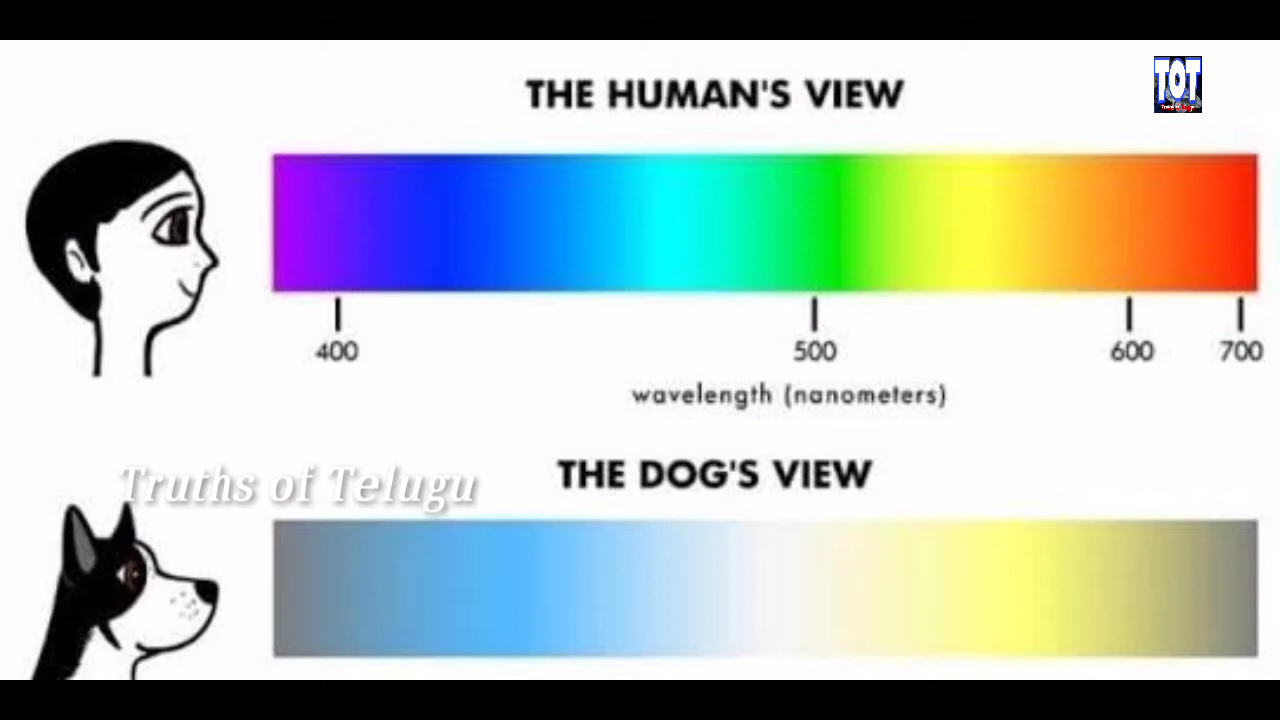 THE HUMAN'S VIEW
TOT
400 500 600 700
wavelength (nanometers)
Truths of Telugu
THE DOG'S VIEW